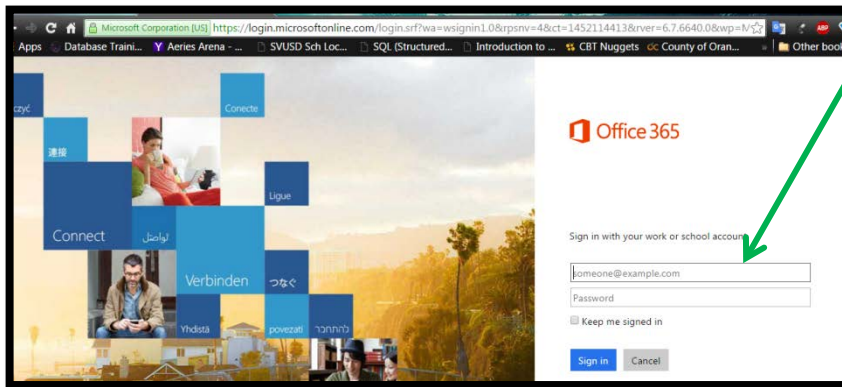 Microsoft Corporation [US] https://login.microsoftonline.com/login.srf?wa=wsignin1.0&rpsnv=4&ct=1452114413&rver=6.7.6640.0&wp=M
Apps Database Traini... Aeries Arena - ... SVUSD Sch Loc... SQL (Structured... Introduction to ... CBT Nuggets County of Oran... Other book
czyć
Conecte
連接
Office 365
Ligue
Connect
تواصل
Sign in with your work or school accoun
Verbinden
つなぐ
someone@example.com
Password
Yhdistä
povezati
להתחבר
Keep me signed in
Sign in Cancel